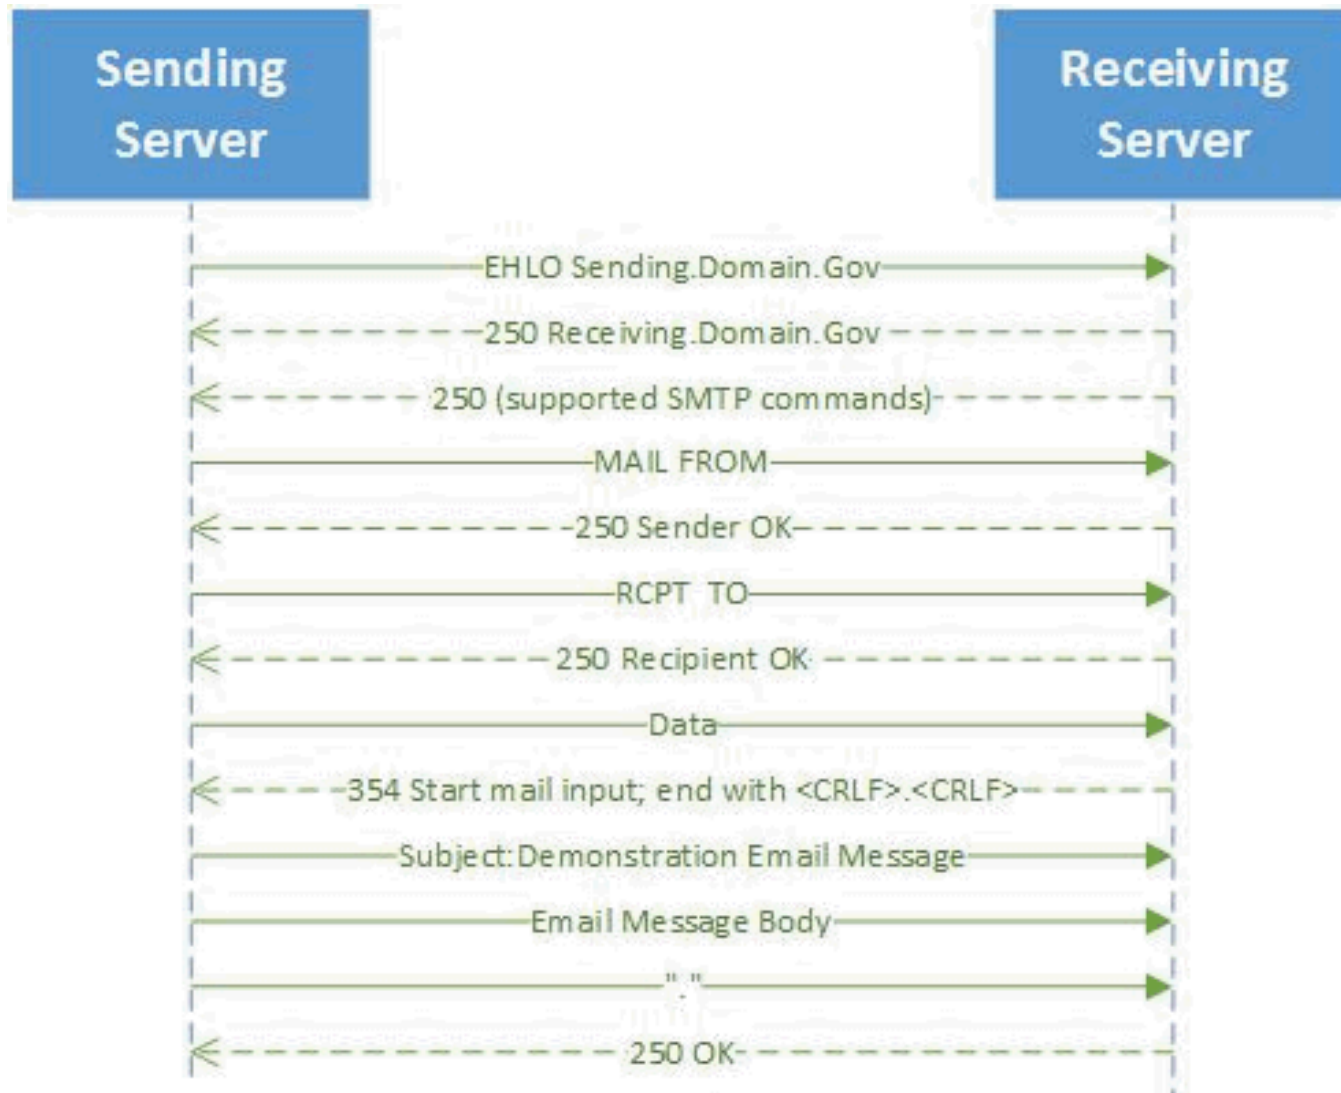 Sending
Server
Receiving
Server
EHLO Sending.Domain.Gov
250 Receiving.Domain.Gov
250 (supported SMTP commands)
MAIL FROM
250 Sender OK
RCPT TO
250 Recipient OK
Data
354 Start mail input; end with <CRLF>.<CRLF>
Subject:Demonstration Email Message
Email Message Body
"."
250 OK